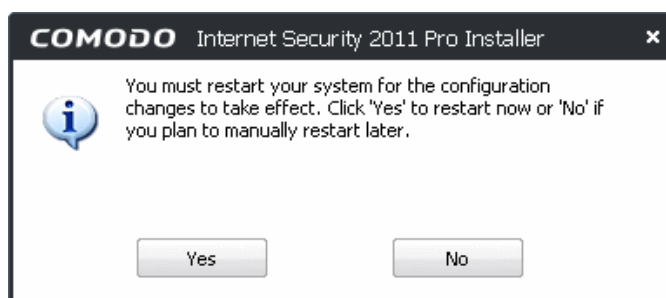 COMODO Internet Security 2011 Pro Installer
You must restart your system for the configuration
changes to take effect. Click 'Yes' to restart now or 'No' if
you plan to manually restart later.
Yes No